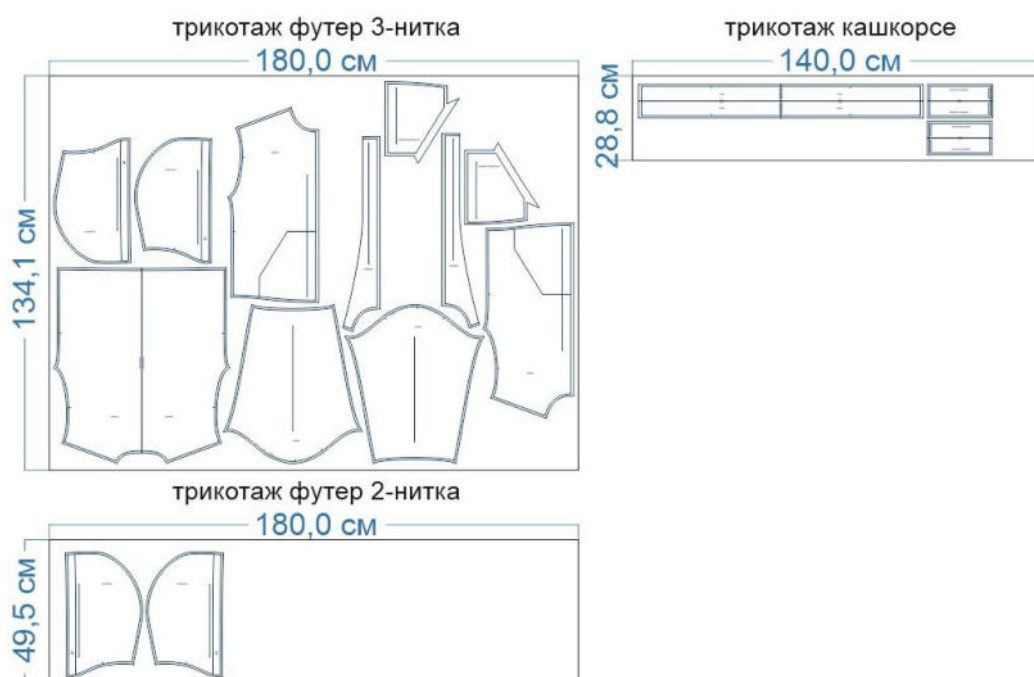 трикотаж футер 3-нитка
180,0 см
134,1 см
трикотаж кашкорсе
140,0 см
28,8 см
трикотаж футер 2-нитка
180,0 см
49,5 см